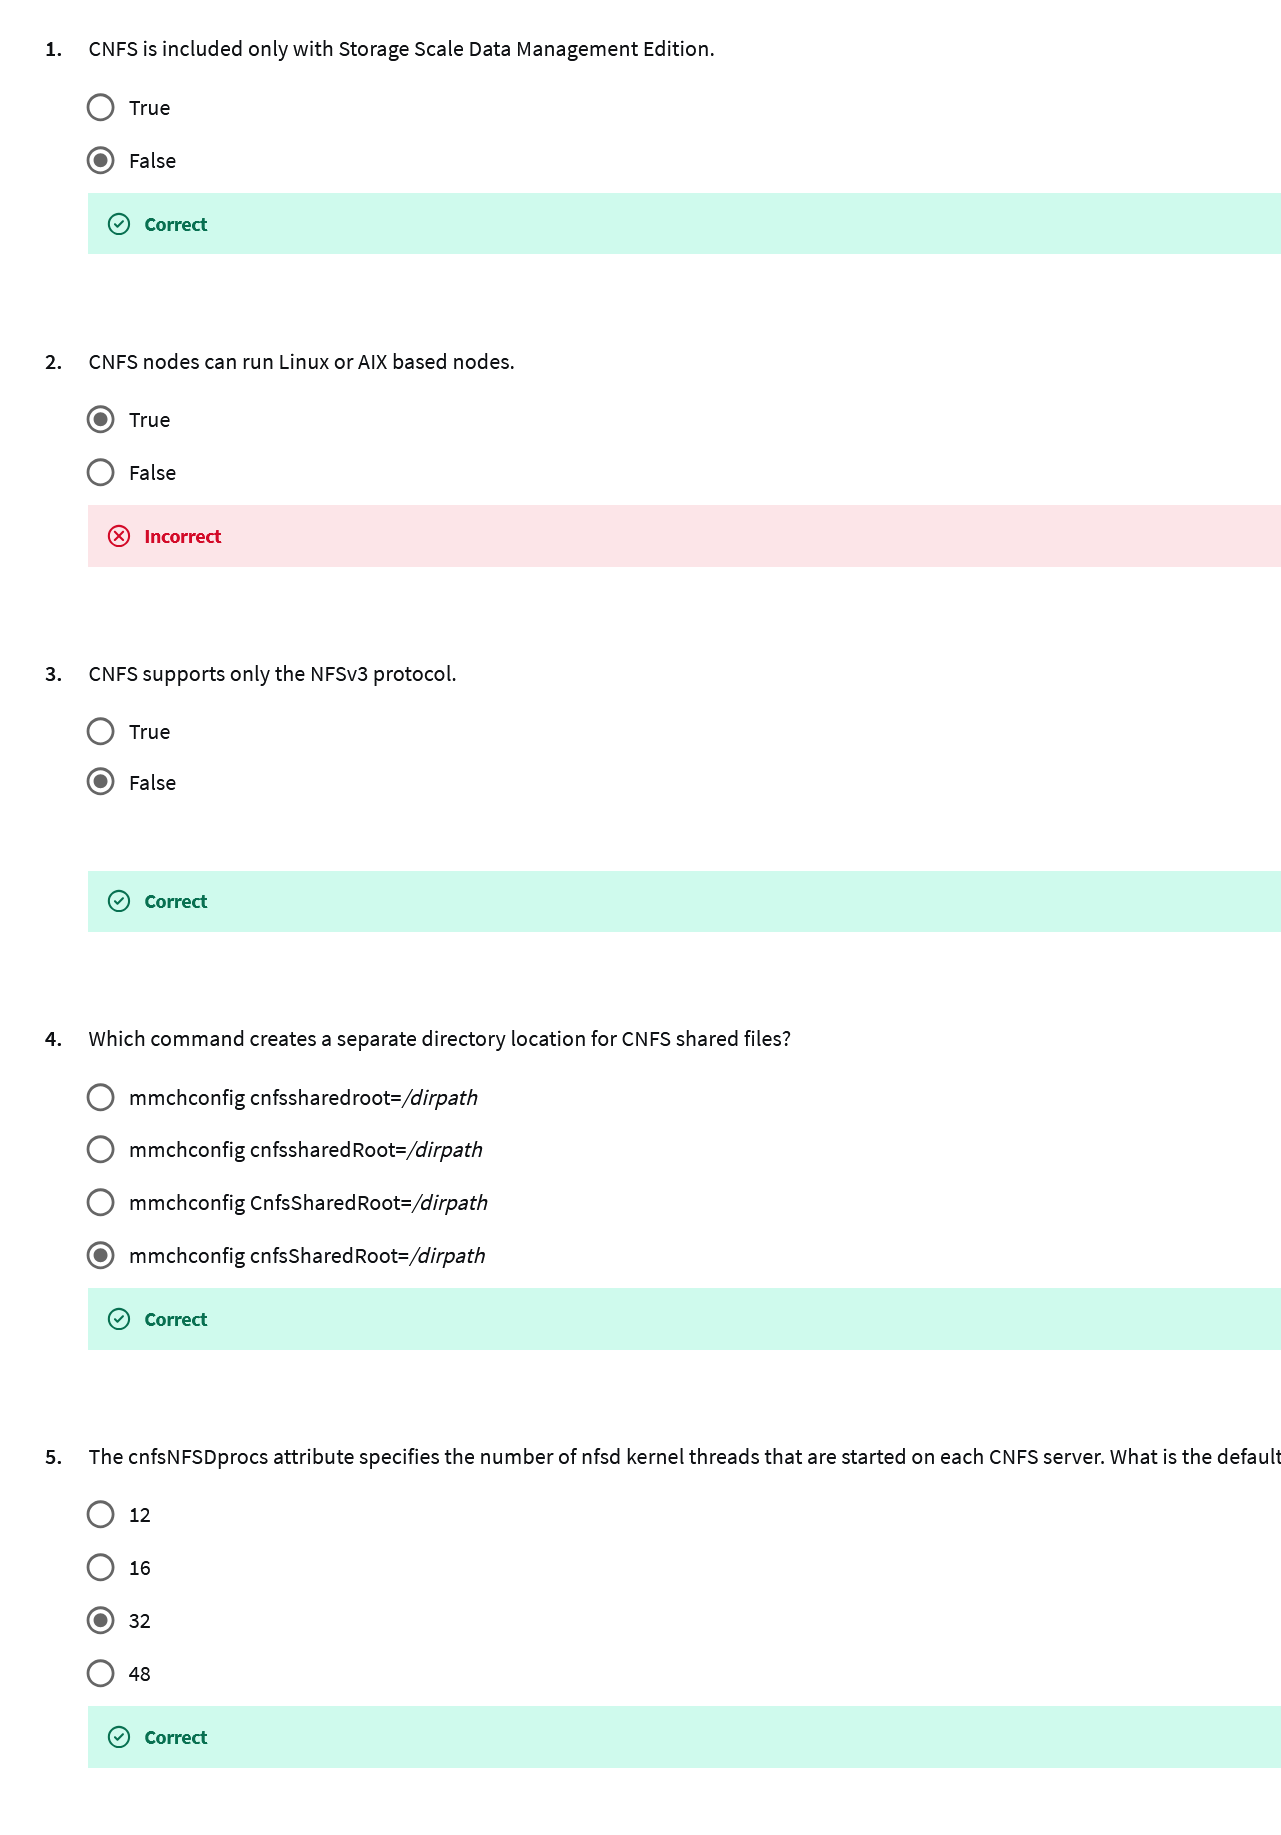 1. CNFS is included only with Storage Scale Data Management Edition.
True
False
Correct
2. CNFS nodes can run Linux or AIX based nodes.
True
False
Incorrect
3. CNFS supports only the NFSv3 protocol.
True
False
Correct
4. Which command creates a separate directory location for CNFS shared files?
mmchconfig cnfssharedroot=/dirpath
mmchconfig cnfssharedRoot=/dirpath
mmchconfig CnfsSharedRoot=/dirpath
mmchconfig cnfsSharedRoot=/dirpath
Correct
5. The cnfsNFSDprocs attribute specifies the number of nfsd kernel threads that are started on each CNFS server. What is the default
12
16
32
48
Correct